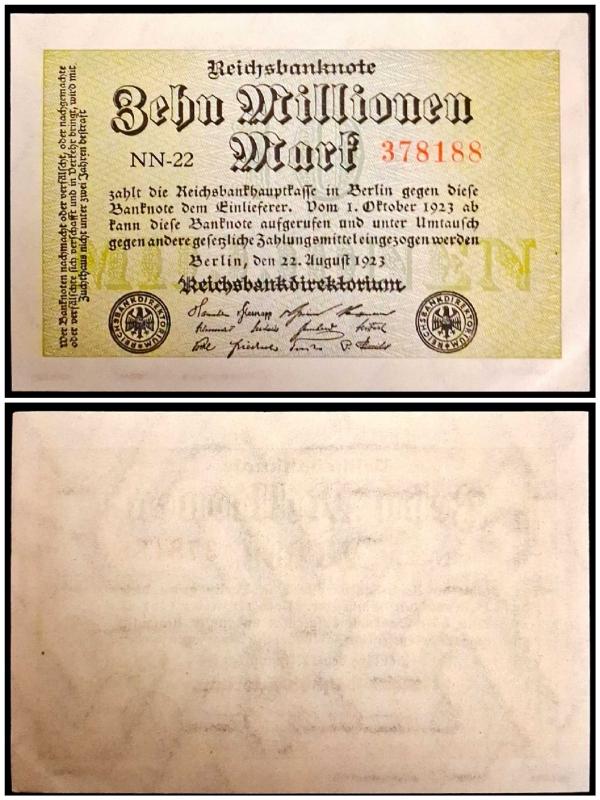 Reichsbanknote
Zehn Millionen
Mark
NN-22
378188
zahlt die Reichsbankhauptkasse in Berlin gegen diese
Banknote dem Einlieferer. Vom 1. Oktober 1923 ab
kann diese Banknote aufgerufen und unter Umtausch
gegen andere gesetzliche Zahlungsmittel eingezogen werden
Berlin, den 22. August 1923
Reichsbankdirektorium
REICHSBANKDIREKTORIUM
REICHSBANKDIREKTORIUM
Wer Banknoten nachmacht oder verfälscht, oder nachgemachte
oder verfälschte sich verschafft und in Verkehr bringt, wird mit
Zuchthaus nicht unter zwei Jahren bestraft